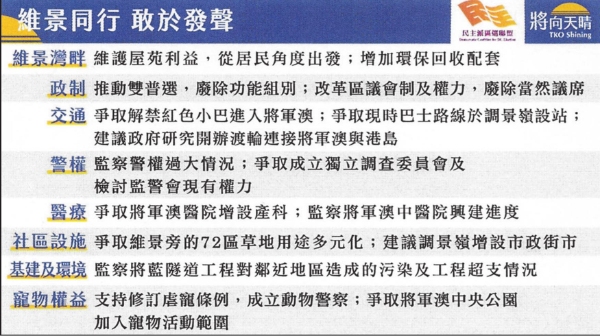 維景同行 敢於發聲
民主
民主派區選聯盟
將向天晴
TKO Shining
維景灣畔 維護屋苑利益，從居民角度出發；增加環保回收配套
政制 推動雙普選，廢除功能組別；改革區議會制及權力，廢除當然議席
交通 爭取解禁紅色小巴進入將軍澳；爭取現時巴士路線於調景嶺設站；
建議政府研究開辦渡輪連接將軍澳與港島
警權 監察警權過大情況；爭取成立獨立調查委員會及
檢討監警會現有權力
醫療 爭取將軍澳醫院增設產科；監察將軍澳中醫院興建進度
社區設施 爭取維景旁的72區草地用途多元化；建議調景嶺增設市政街市
基建及環境 監察將藍隧道工程對鄰近地區造成的污染及工程超支情況
寵物權益 支持修訂虐寵條例，成立動物警察；爭取將軍澳中央公園
加入寵物活動範圍